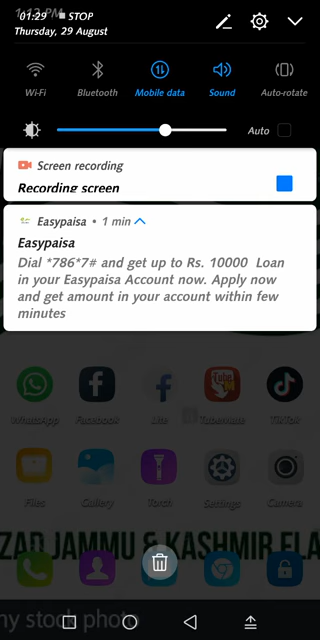 01:29 STOP
Thursday, 29 August
Wi-Fi Bluetooth Mobile data Sound Auto-rotate
Auto
Screen recording
Recording screen
Easypaisa • 1 min
Easypaisa
Dial *786*7# and get up to Rs. 10000 Loan
in your Easypaisa Account now. Apply now
and get amount in your account within few
minutes
WhatsApp Facebook Lite Tubemate TikTok
Files Gallery Torch Settings Camera
ZAD JAMMU & KASHMIR FLA
my stock photo